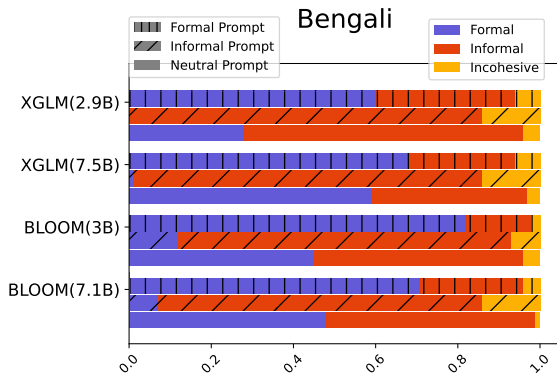 Bengali
Formal Prompt
Informal Prompt
Neutral Prompt
Formal
Informal
Incohesive
XGLM(2.9B)
XGLM(7.5B)
BLOOM(3B)
BLOOM(7.1B)
0.0 0.2 0.4 0.6 0.8 1.0